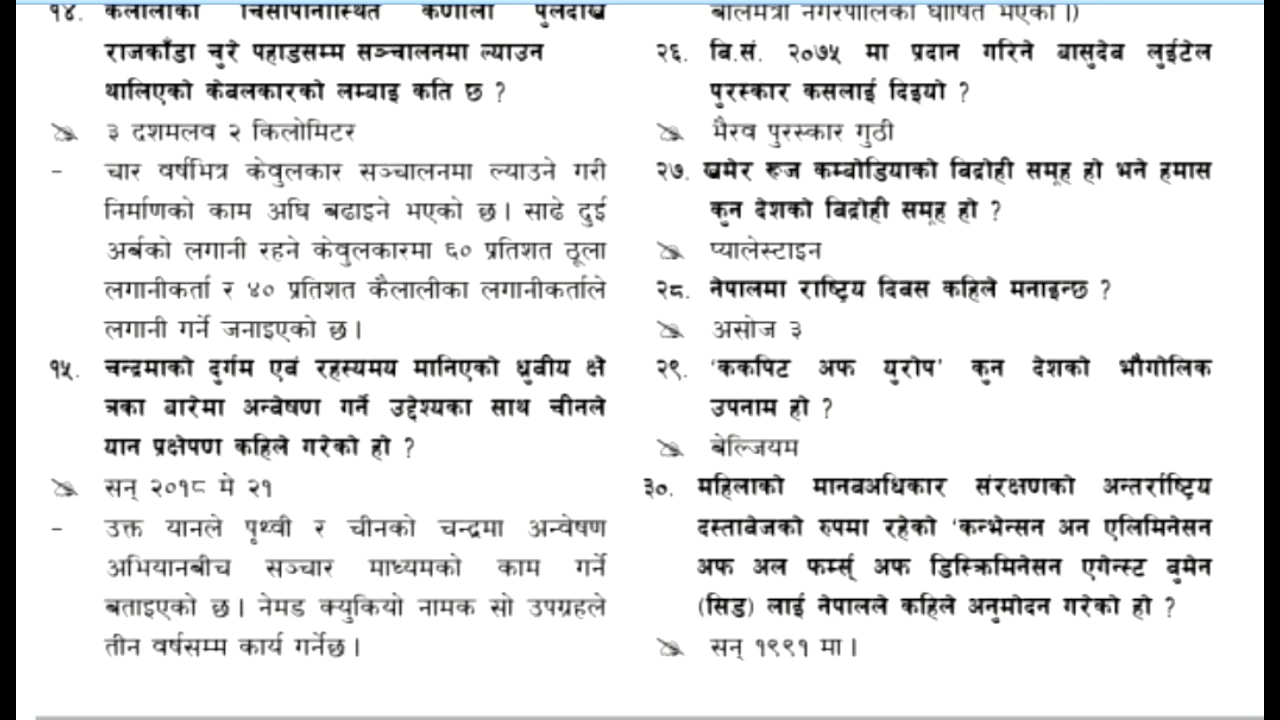 १४. कैलालीको चिसापानीस्थित कर्णाली पुलदेखि
राजकाँडा चुरे पहाडसम्म सञ्चालनमा ल्याउन
थालिएको केबलकारको लम्बाइ कति छ ?
३ दशमलव २ किलोमिटर
- चार वर्षभित्र केवुलकार सञ्चालनमा ल्याउने गरी
निर्माणको काम अघि बढाइने भएको छ। साढे दुई
अर्बको लगानी रहने केवुलकारमा ६० प्रतिशत ठूला
लगानीकर्ता र ४० प्रतिशत कैलालीका लगानीकर्ताले
लगानी गर्ने जनाइएको छ।
१५. चन्द्रमाको दुर्गम एवं रहस्यमय मानिएको ध्रुवीय क्षे
त्रका बारेमा अन्वेषण गर्ने उद्देश्यका साथ चीनले
यान प्रक्षेपण कहिले गरेको हो ?
सन् २०१८ मे २१
- उक्त यानले पृथ्वी र चीनको चन्द्रमा अन्वेषण
अभियानबीच सञ्चार माध्यमको काम गर्ने
बताइएको छ। नेमड क्युकियो नामक सो उपग्रहले
तीन वर्षसम्म कार्य गर्नेछ।
बालमैत्री नगरपालिका घोषित भएको।)
२६. बि.सं. २०७५ मा प्रदान गरिने बासुदेब लुईटेल
पुरस्कार कसलाई दिइयो ?
भैरव पुरस्कार गुठी
२७. खमेर रूज कम्बोडियाको बिद्रोही समूह हो भने हमास
कुन देशको बिद्रोही समूह हो ?
प्यालेस्टाइन
२८. नेपालमा राष्ट्रिय दिबस कहिले मनाइन्छ ?
असोज ३
२९. 'ककपिट अफ युरोप' कुन देशको भौगोलिक
उपनाम हो ?
बेल्जियम
३०. महिलाको मानबअधिकार संरक्षणको अन्तर्राष्ट्रिय
दस्ताबेजको रुपमा रहेको 'कन्भेन्सन अन एलिमिनेसन
अफ अल फर्म्स् अफ डिस्क्रिमिनेसन एगेन्स्ट बुमेन
(सिड) लाई नेपालले कहिले अनुमोदन गरेको हो ?
सन् १९९१ मा।